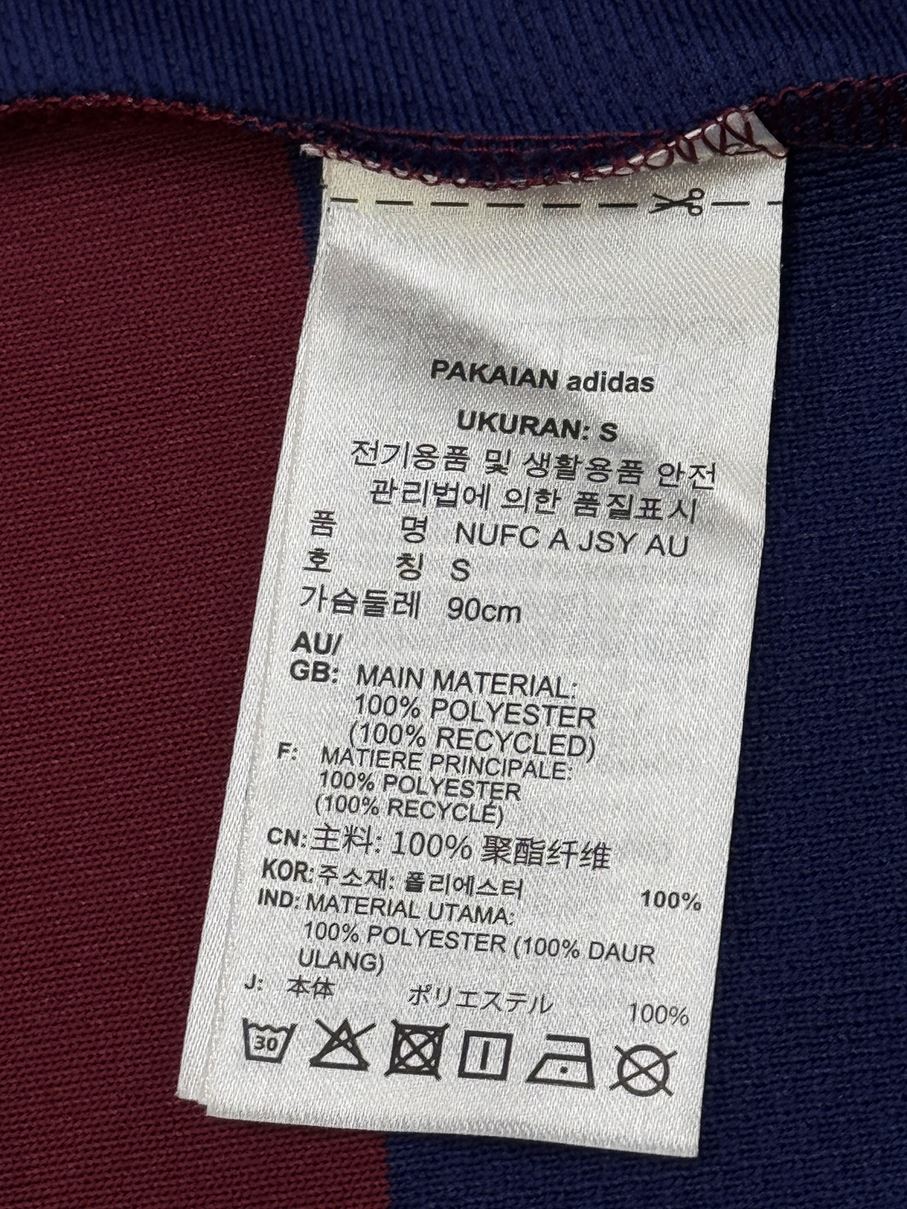 PAKAIAN adidas
UKURAN: S
전기용품 및 생활용품 안전
관리법에 의한 품질표시
품 명 NUFC A JSY AU
호 칭 S
가슴둘레 90cm
AU/
GB: MAIN MATERIAL:
100% POLYESTER
(100% RECYCLED)
F: MATIERE PRINCIPALE:
100% POLYESTER
(100% RECYCLÉ)
CN: 主料: 100% 聚酯纤维
KOR: 주소재: 폴리에스터 100%
IND: MATERIAL UTAMA:
100% POLYESTER (100% DAUR
ULANG)
J: 本体 ポリエステル 100%
30